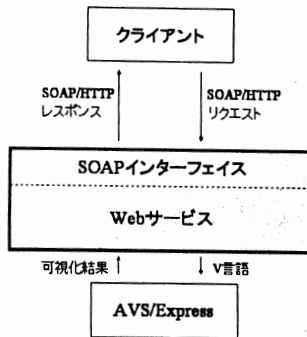 クライアント
SOAP/HTTP
レスポンス
SOAP/HTTP
リクエスト
SOAPインターフェイス
Webサービス
可視化結果
V言語
AVS/Express